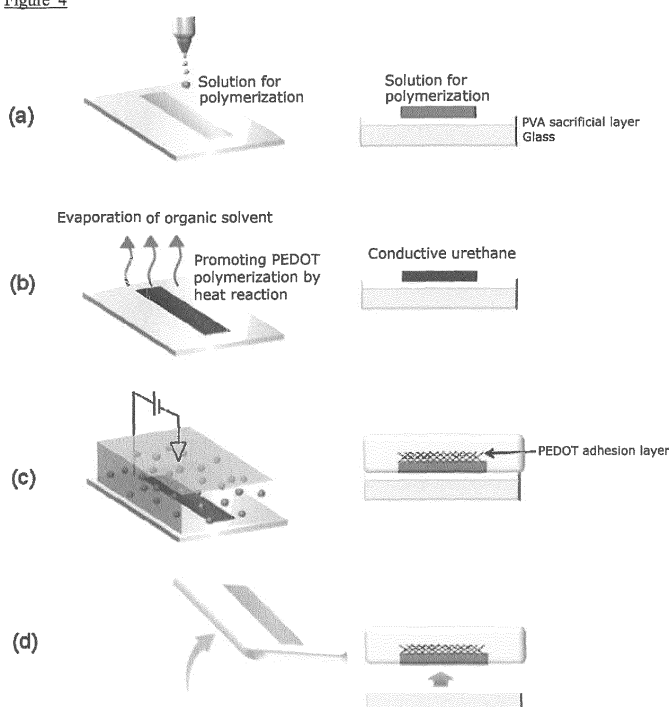 Figure 4
(a)
Solution for
polymerization
Solution for
polymerization
PVA sacrificial layer
Glass
(b)
Evaporation of organic solvent
Promoting PEDOT
polymerization by
heat reaction
Conductive urethane
(c)
PEDOT adhesion layer
(d)